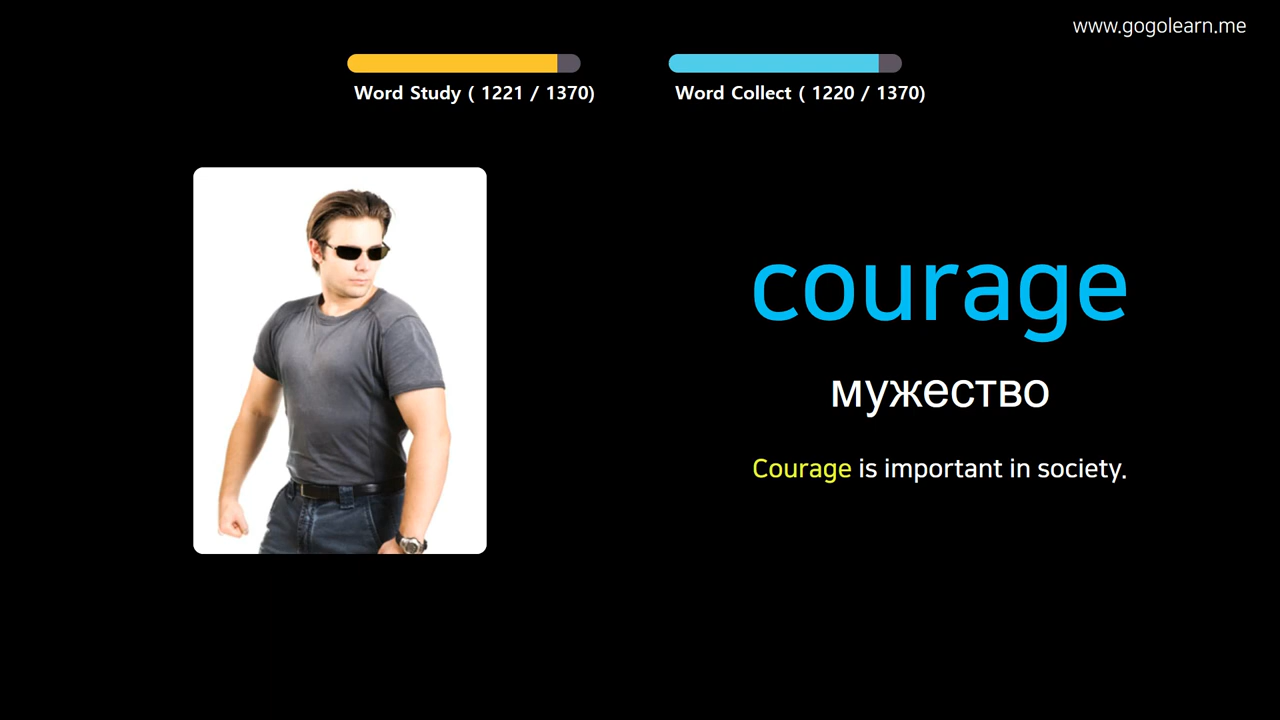 www.gogolearn.me
Word Study ( 1221 / 1370)
Word Collect ( 1220 / 1370)
courage
мужество
Courage is important in society.